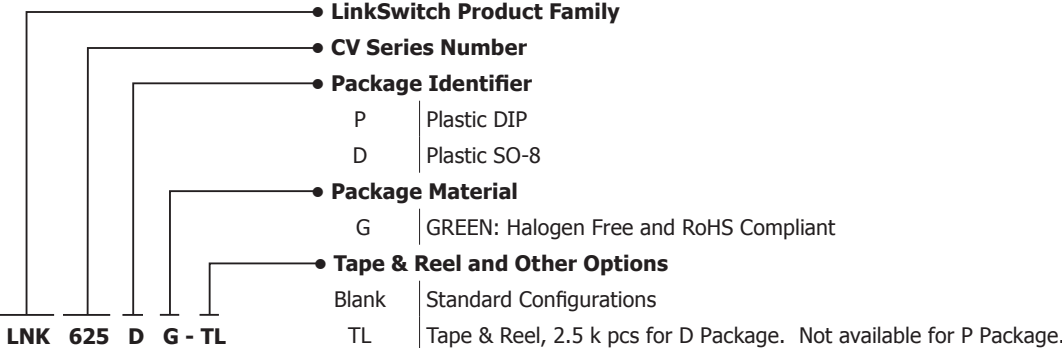 LinkSwitch Product Family
CV Series Number
Package Identifier
P Plastic DIP
D Plastic SO-8
Package Material
G GREEN: Halogen Free and RoHS Compliant
Tape & Reel and Other Options
Blank Standard Configurations
LNK 625 D G - TL TL Tape & Reel, 2.5 k pcs for D Package. Not available for P Package.